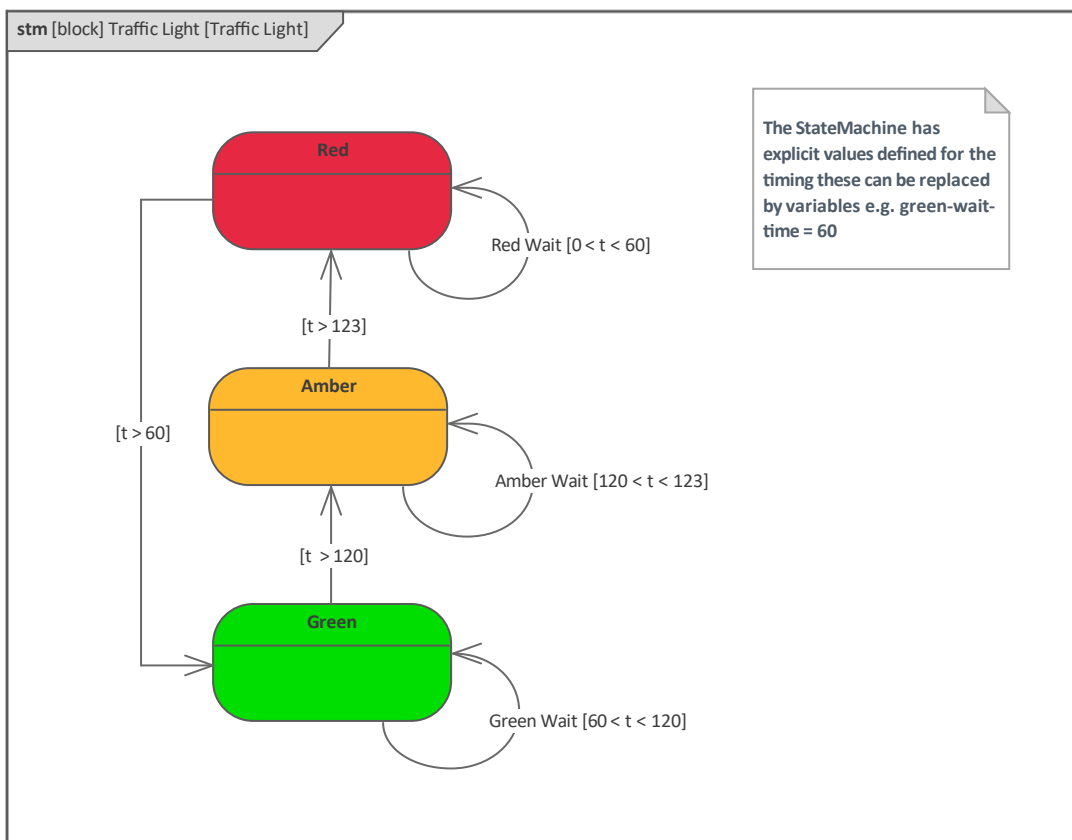 stm [block] Traffic Light [Traffic Light]
Red
The StateMachine has
explicit values defined for the
timing these can be replaced
by variables e.g. green-wait-
time = 60
Red Wait [0 < t < 60]
[t > 123]
Amber
[t > 60]
Amber Wait [120 < t < 123]
[t  > 120]
Green
Green Wait [60 < t < 120]